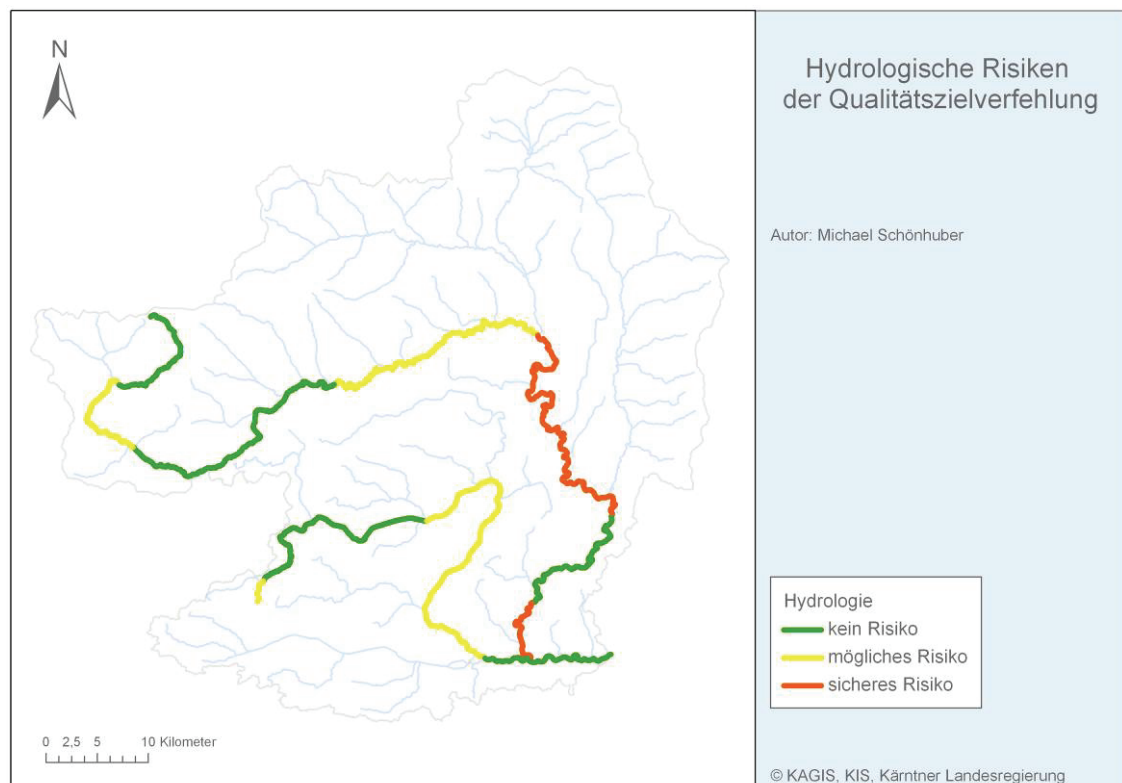 N
Hydrologische Risiken
der Qualitätszielverfehlung
Autor: Michael Schönhuber
Hydrologie
kein Risiko
mögliches Risiko
sicheres Risiko
0 2,5 5 10 Kilometer
© KAGIS, KIS, Kärntner Landesregierung